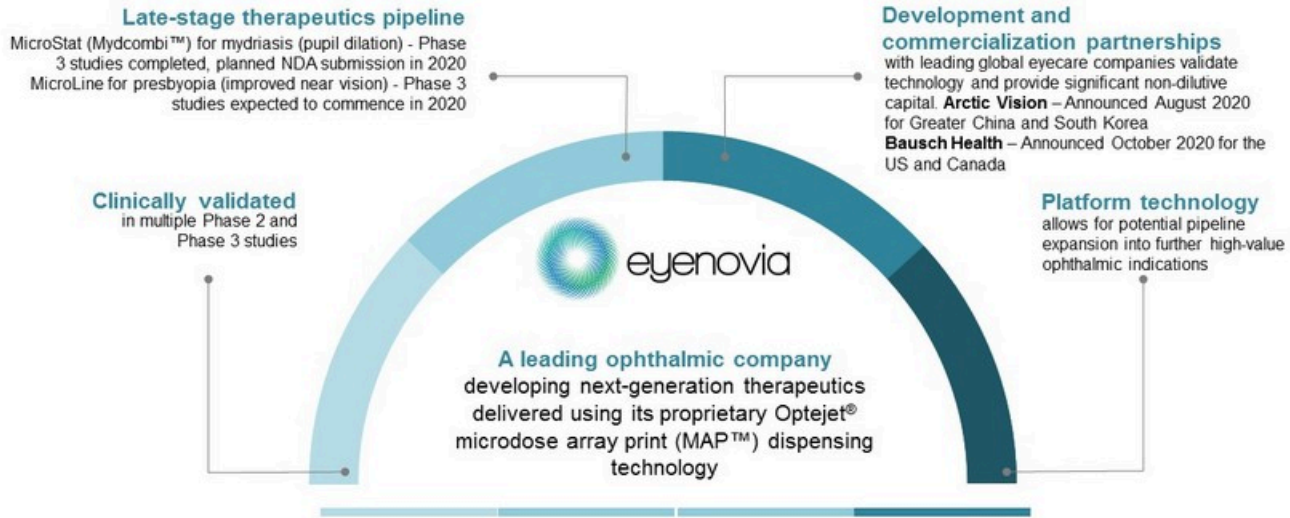 Late-stage therapeutics pipeline
MicroStat (Mydcombi™) for mydriasis (pupil dilation) - Phase
3 studies completed, planned NDA submission in 2020
MicroLine for presbyopia (improved near vision) - Phase 3
studies expected to commence in 2020
Development and
commercialization partnerships
with leading global eyecare companies validate
technology and provide significant non-dilutive
capital. Arctic Vision – Announced August 2020
for Greater China and South Korea
Bausch Health – Announced October 2020 for the
US and Canada
Clinically validated
in multiple Phase 2 and
Phase 3 studies
Platform technology
allows for potential pipeline
expansion into further high-value
ophthalmic indications
eyenovia
A leading ophthalmic company
developing next-generation therapeutics
delivered using its proprietary Optejet®
microdose array print (MAP™) dispensing
technology